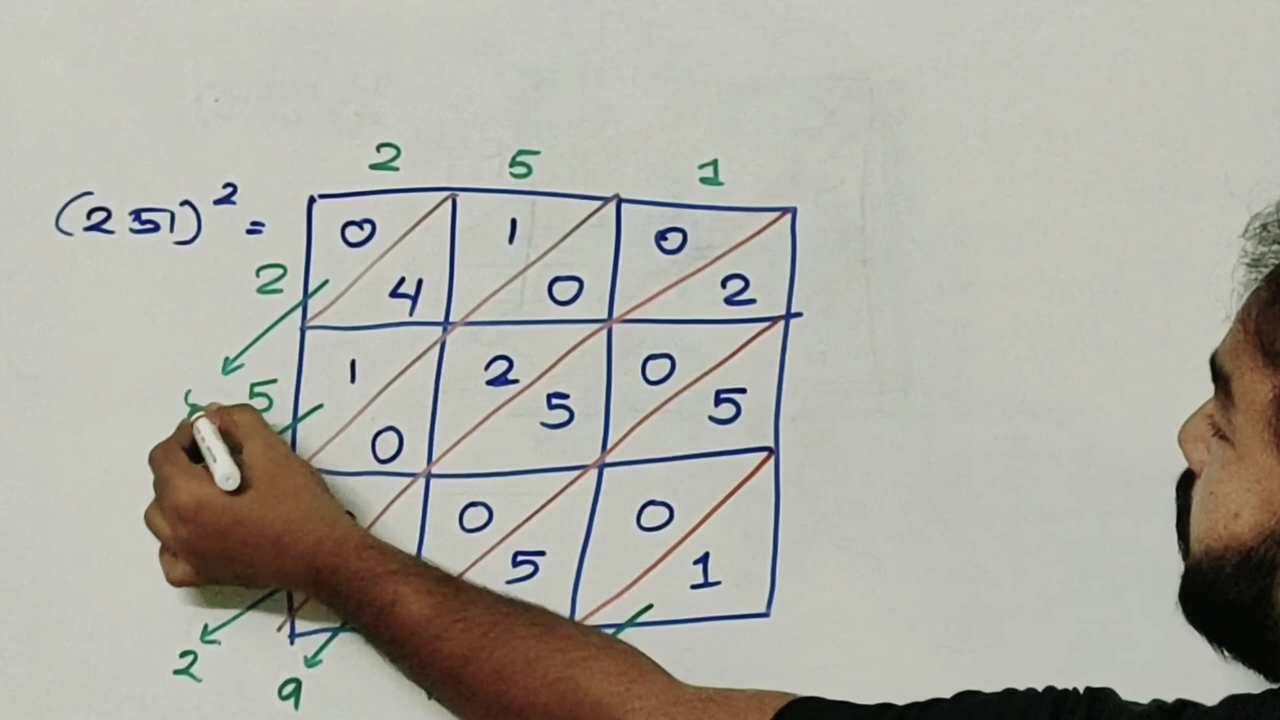 2 5 1
(251)² =
0 1 0
2 4 0 2
5 1 2 0
0 5 5
0 0
5 1
2
9